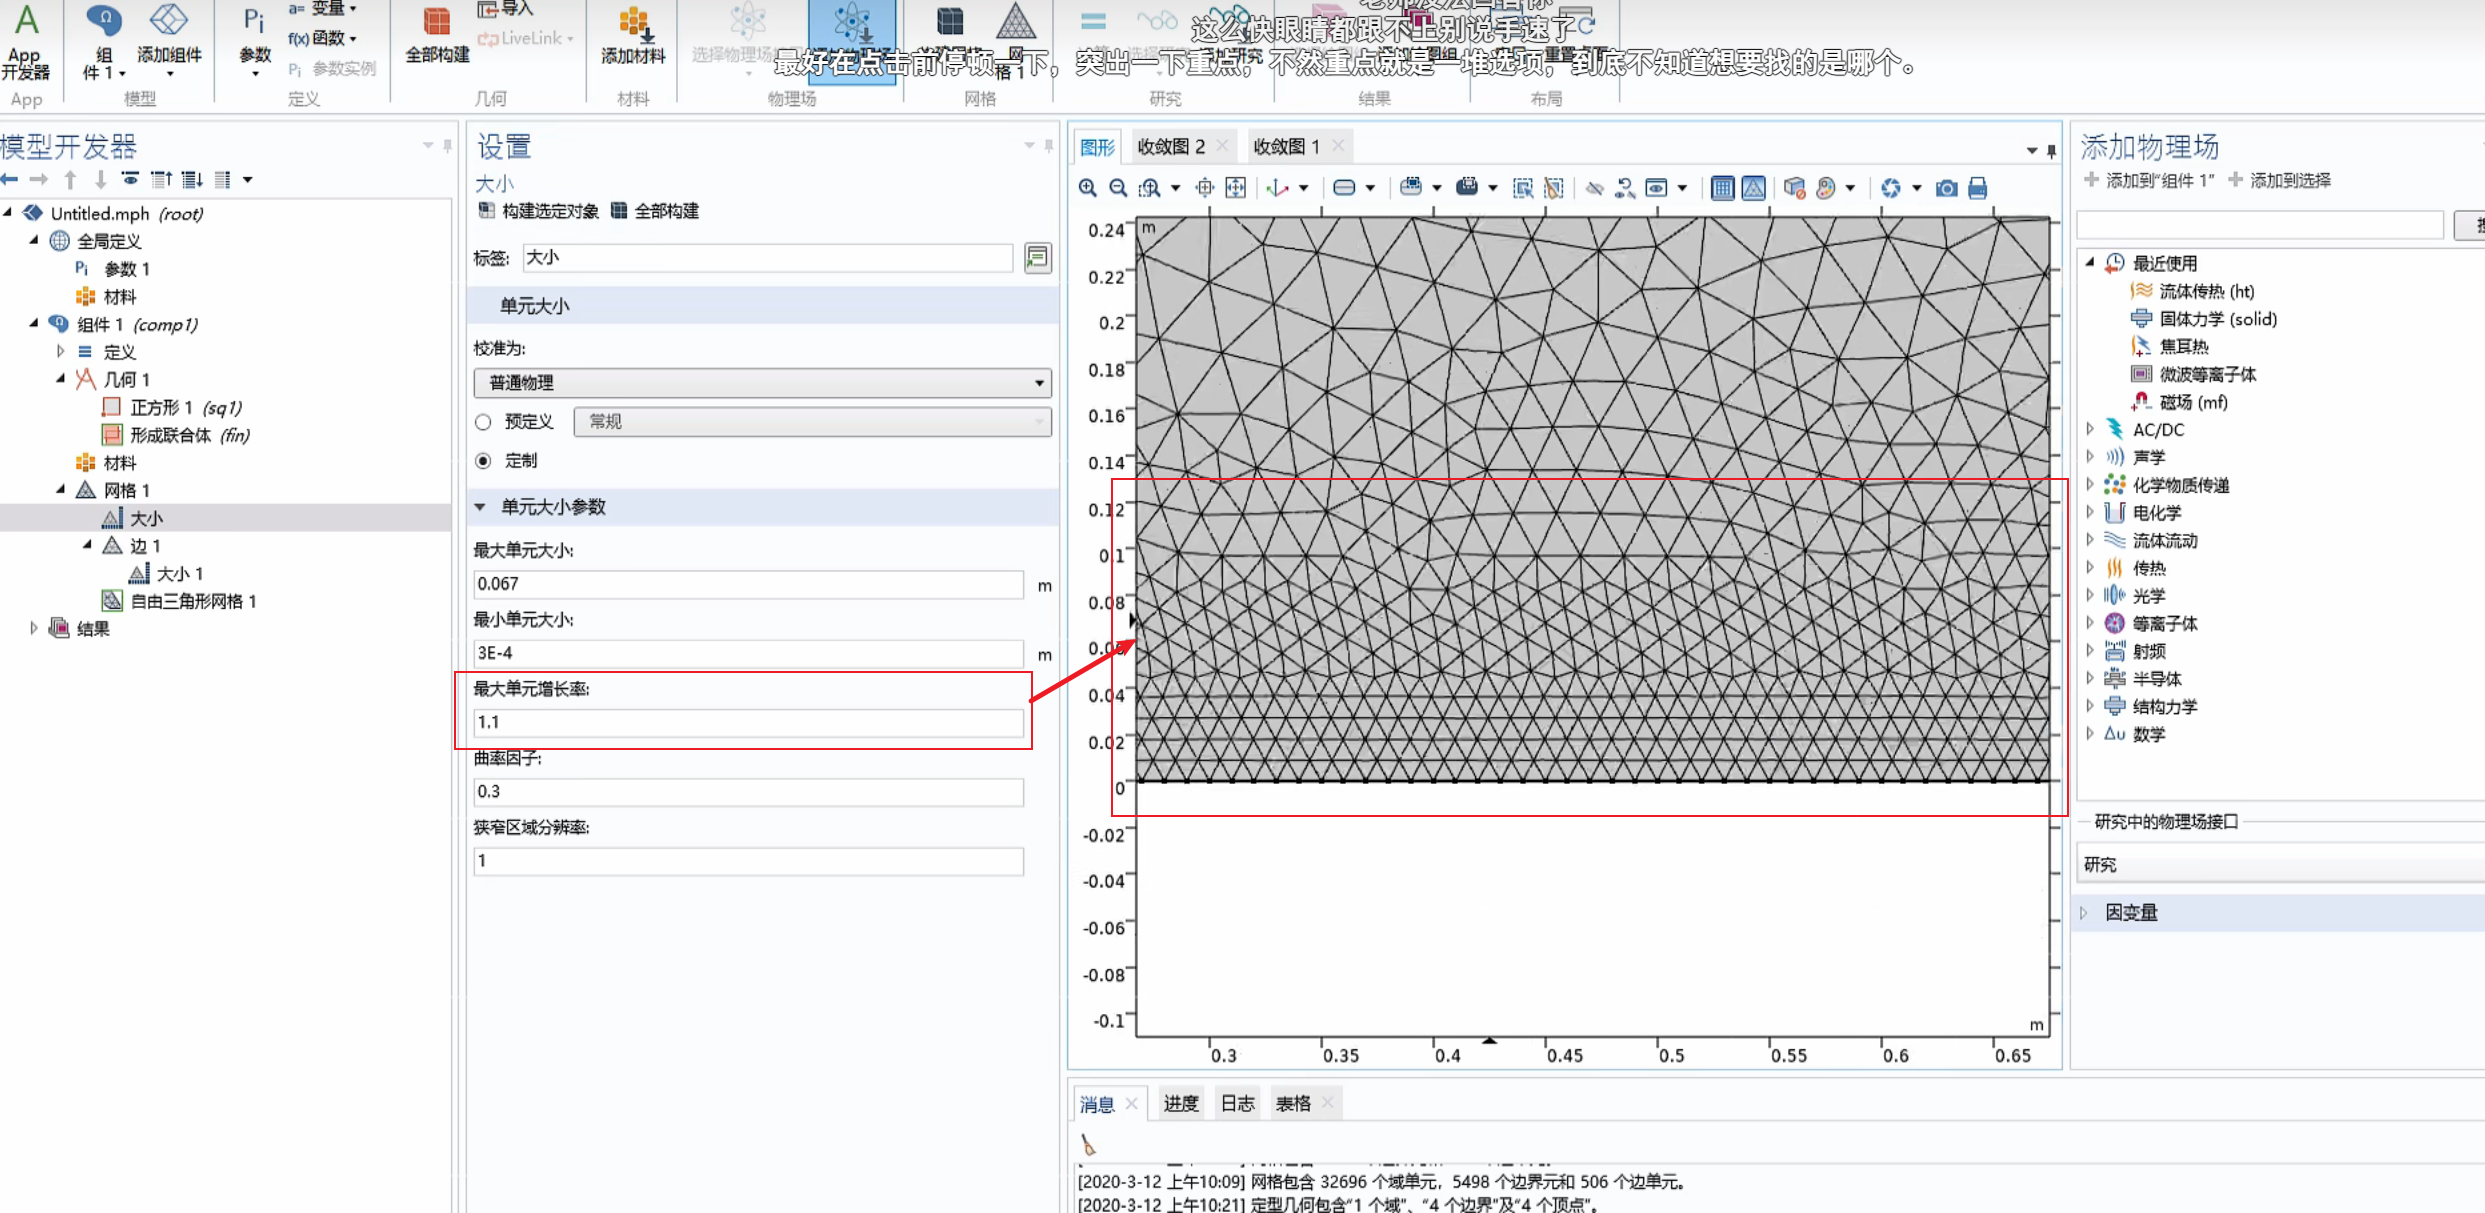 老师没法回答你
这么快眼睛都跟不上别说手速了
最好在点击前停顿一下，突出一下重点，不然重点就是一堆选项，到底不知道想要找的是哪个。
App
开发器
App
组
件 1
添加组件
模型
Pi
参数
a= 变量
f(x) 函数
Pi 参数实例
定义
全部构建
导入
LiveLink
几何
添加材料
材料
选择物理场
物理场
网
格 1
网格
研究
结果
布局
模型开发器
Untitled.mph (root)
全局定义
Pi 参数 1
材料
组件 1 (comp1)
定义
几何 1
正方形 1 (sq1)
形成联合体 (fin)
材料
网格 1
大小
边 1
大小 1
自由三角形网格 1
结果
设置
大小
构建选定对象 全部构建
标签: 大小
单元大小
校准为:
普通物理
预定义 常规
定制
单元大小参数
最大单元大小:
0.067 m
最小单元大小:
3E-4 m
最大单元增长率:
1.1
曲率因子:
0.3
狭窄区域分辨率:
1
图形 收敛图 2 收敛图 1
m
0.24
0.22
0.2
0.18
0.16
0.14
0.12
0.1
0.08
0.06
0.04
0.02
0
-0.02
-0.04
-0.06
-0.08
-0.1
m
0.3 0.35 0.4 0.45 0.5 0.55 0.6 0.65
消息 进度 日志 表格
[2020-3-12 上午10:09] 网格包含 32696 个域单元，5498 个边界元和 506 个边单元。
[2020-3-12 上午10:21] 定型几何包含“1 个域”、“4 个边界”及“4 个顶点”。
添加物理场
添加到“组件 1” 添加到选择
最近使用
流体传热 (ht)
固体力学 (solid)
焦耳热
微波等离子体
磁场 (mf)
AC/DC
声学
化学物质传递
电化学
流体流动
传热
光学
等离子体
射频
半导体
结构力学
Δu 数学
研究中的物理场接口
研究
因变量